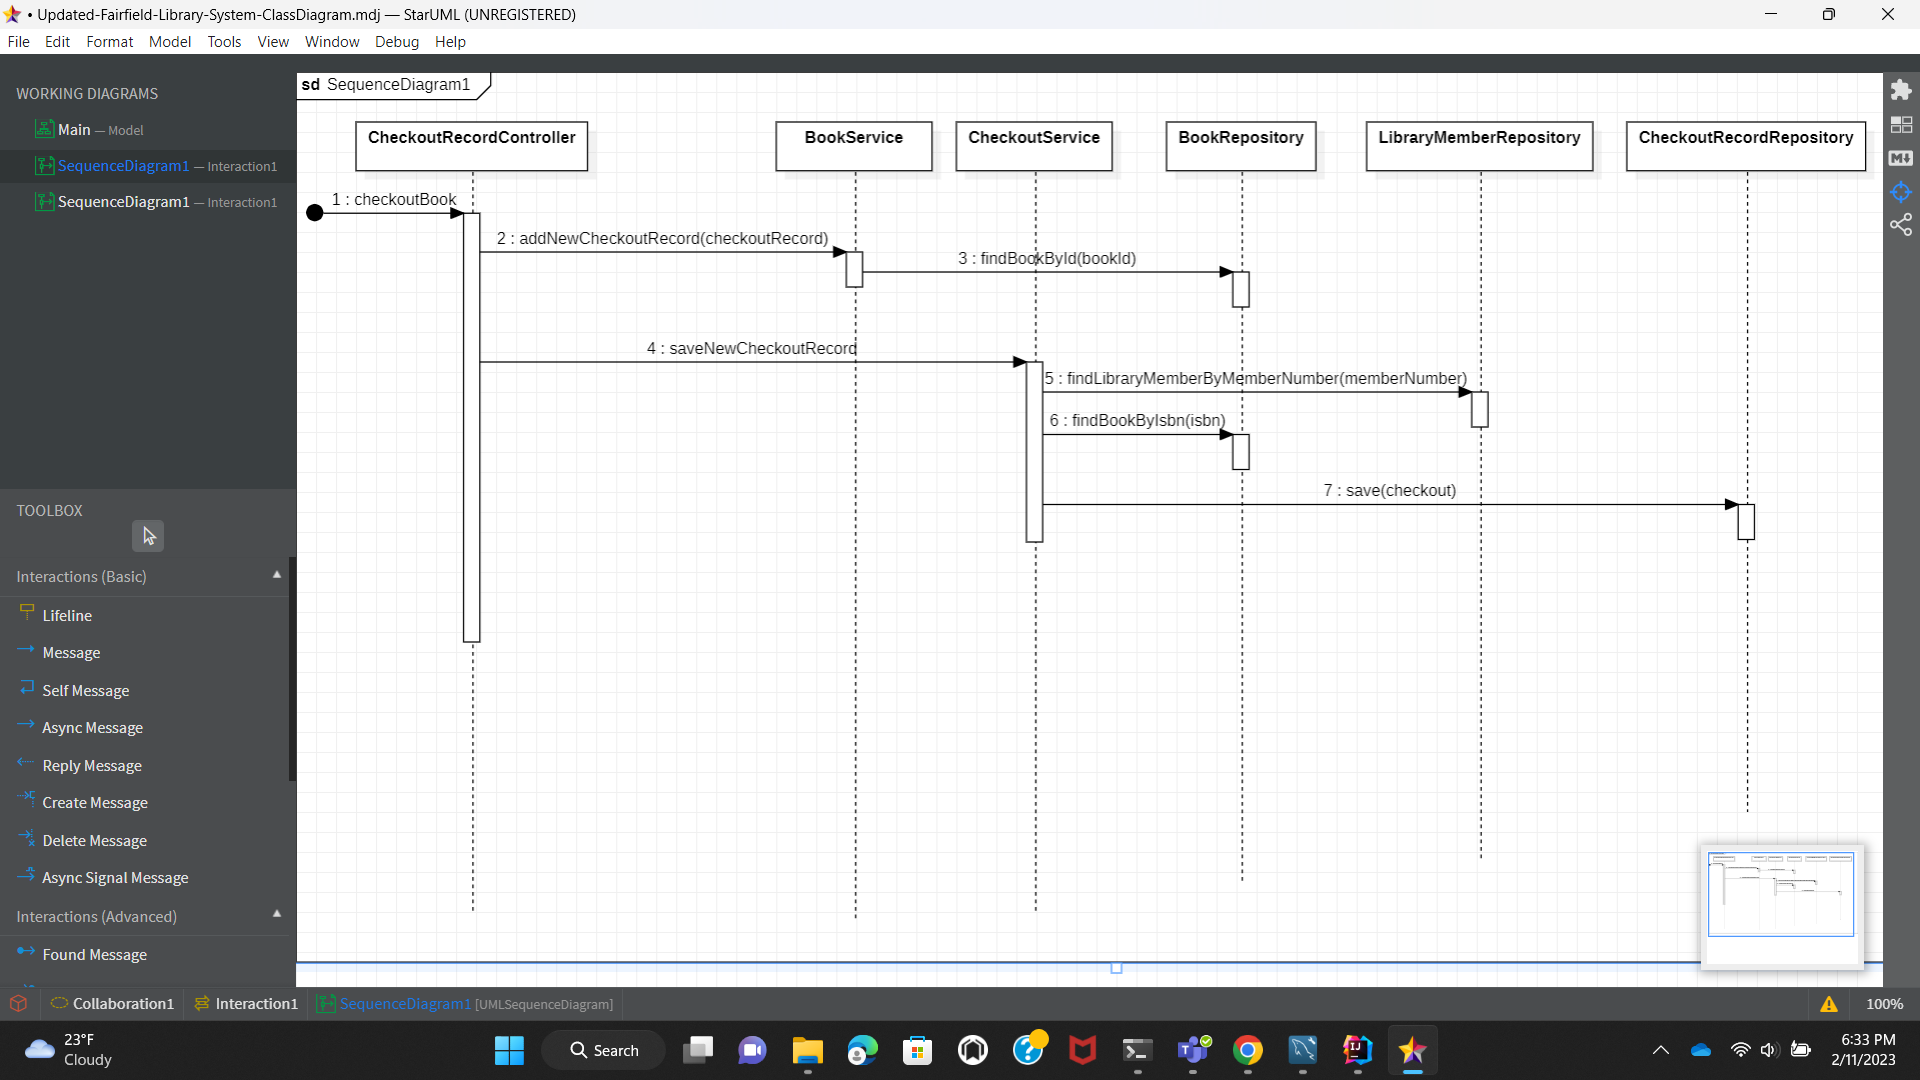 • Updated-Fairfield-Library-System-ClassDiagram.mdj — StarUML (UNREGISTERED)
File Edit Format Model Tools View Window Debug Help
WORKING DIAGRAMS
Main — Model
SequenceDiagram1 — Interaction1
SequenceDiagram1 — Interaction1
TOOLBOX
Interactions (Basic)
Lifeline
Message
Self Message
Async Message
Reply Message
Create Message
Delete Message
Async Signal Message
Interactions (Advanced)
Found Message
sd SequenceDiagram1
CheckoutRecordController BookService CheckoutService BookRepository LibraryMemberRepository CheckoutRecordRepository
1 : checkoutBook
2 : addNewCheckoutRecord(checkoutRecord)
3 : findBookById(bookId)
4 : saveNewCheckoutRecord
5 : findLibraryMemberByMemberNumber(memberNumber)
6 : findBookByIsbn(isbn)
7 : save(checkout)
M
Collaboration1 Interaction1 SequenceDiagram1 [UMLSequenceDiagram] 100%
23°F
Cloudy
Search
6:33 PM
2/11/2023